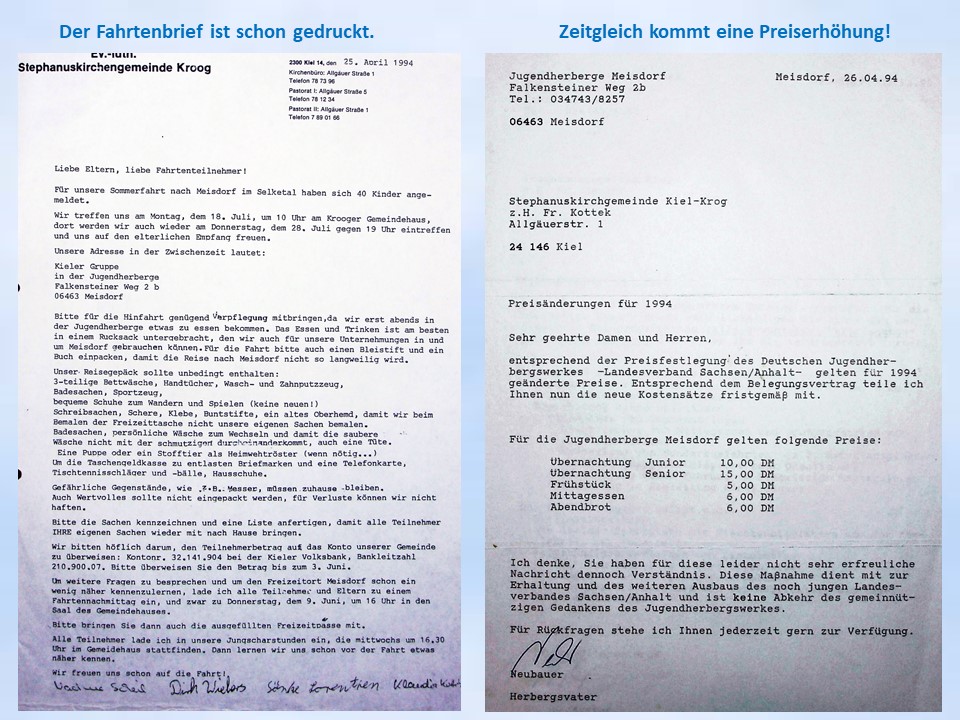 Der Fahrtenbrief ist schon gedruckt.
Ev.-luth.
Stephanuskirchengemeinde Kroog
2300 Kiel 14, den 25. April 1994
Kirchenbüro: Allgäuer Straße 1
Telefon 78 73 96
Pastorat I: Allgäuer Straße 5
Telefon 78 12 34
Pastorat II: Allgäuer Straße 1
Telefon 7 89 01 66
Liebe Eltern, liebe Fahrtenteilnehmer!
Für unsere Sommerfahrt nach Meisdorf im Selketal haben sich 40 Kinder ange-
meldet.
Wir treffen uns am Montag, dem 18. Juli, um 10 Uhr am Krooger Gemeindehaus,
dort werden wir auch wieder am Donnerstag, dem 28. Juli gegen 19 Uhr eintreffen
und uns auf den elterlichen Empfang freuen.
Unsere Adresse in der Zwischenzeit lautet:
Kieler Gruppe
in der Jugendherberge
Falkensteiner Weg 2 b
06463 Meisdorf
Bitte für die Hinfahrt genügend Verpflegung mitbringen,da wir erst abends in
der Jugendherberge etwas zu essen bekommen. Das Essen und Trinken ist am besten
in einem Rucksack untergebracht, den wir auch für unsere Unternehmungen in und
um Meisdorf gebrauchen können.Für die Fahrt bitte auch einen Bleistift und ein
Buch einpacken, damit die Reise nach Meisdorf nicht so langweilig wird.
Unser Reisegepäck sollte unbedingt enthalten:
3-teilige Bettwäsche, Handtücher, Wasch- und Zahnputzzeug,
Badesachen, Sportzeug,
bequeme Schuhe zum Wandern und Spielen (keine neuen!)
Schreibsachen, Schere, Klebe, Buntstifte, ein altes Oberhemd, damit wir beim
Bemalen der Freizeittasche nicht unsere eigenen Sachen bemalen.
Badesachen, persönliche Wäsche zum Wechseln und damit die saubere
Wäsche nicht mit der schmutzigen durcheinanderkommt, auch eine Tüte.
Eine Puppe oder ein Stofftier als Heimwehtröster (wenn nötig...)
Um die Taschengeldkasse zu entlasten Briefmarken und eine Telefonkarte,
Tischtennisschläger und -bälle, Hausschuhe.
Gefährliche Gegenstände, wie z.B. Messer, müssen zuhause bleiben.
Auch Wertvolles sollte nicht eingepackt werden, für Verluste können wir nicht
haften.
Bitte die Sachen kennzeichnen und eine Liste anfertigen, damit alle Teilnehmer
IHRE eigenen Sachen wieder mit nach Hause bringen.
Wir bitten höflich darum, den Teilnehmerbetrag auf das Konto unserer Gemeinde
zu überweisen: Kontonr. 32.141.904 bei der Kieler Volksbank, Bankleitzahl
210.900.07. Bitte überweisen Sie den Betrag bis zum 3. Juni.
Um weitere Fragen zu besprechen und um den Freizeitort Meisdorf schon ein
wenig näher kennenzulernen, lade ich alle Teilnehmer und Eltern zu einem
Fahrtennachmittag ein, und zwar zu Donnerstag, dem 9. Juni, um 16 Uhr in den
Saal des Gemeindehauses.
Bitte bringen Sie dann auch die ausgefüllten Freizeitpässe mit.
Alle Teilnehmer lade ich in unsere Jungscharstunden ein, die mittwochs um 16.30
Uhr im Gemeidehaus stattfinden. Dann lernen wir uns schon vor der Fahrt etwas
näher kennen.
Wir freuen uns schon auf die Fahrt!
Zeitgleich kommt eine Preiserhöhung!
Jugendherberge Meisdorf
Meisdorf, 26.04.94
Falkensteiner Weg 2b
Tel.: 034743/8257
06463 Meisdorf
Stephanuskirchgemeinde Kiel-Krog
z.H. Fr. Kottek
Allgäuerstr. 1
24 146 Kiel
Preisänderungen für 1994
Sehr geehrte Damen und Herren,
entsprechend der Preisfestlegung des Deutschen Jugendher-
bergswerkes -Landesverband Sachsen/Anhalt- gelten für 1994
geänderte Preise. Entsprechend dem Belegungsvertrag teile ich
Ihnen nun die neue Kostensätze fristgemäß mit.
Für die Jugendherberge Meisdorf gelten folgende Preise:
Übernachtung Junior 10,00 DM
Übernachtung Senior 15,00 DM
Frühstück 5,00 DM
Mittagessen 6,00 DM
Abendbrot 6,00 DM
Ich denke, Sie haben für diese leider nicht sehr erfreuliche
Nachricht dennoch Verständnis. Diese Maßnahme dient mit zur
Erhaltung und des weiteren Ausbaus des noch jungen Landes-
verbandes Sachsen/Anhalt und ist keine Abkehr des gemeinnüt-
zigen Gedankens des Jugendherbergswerkes.
Für Rückfragen stehe ich Ihnen jederzeit gern zur Verfügung.
Neubauer
Herbergsvater